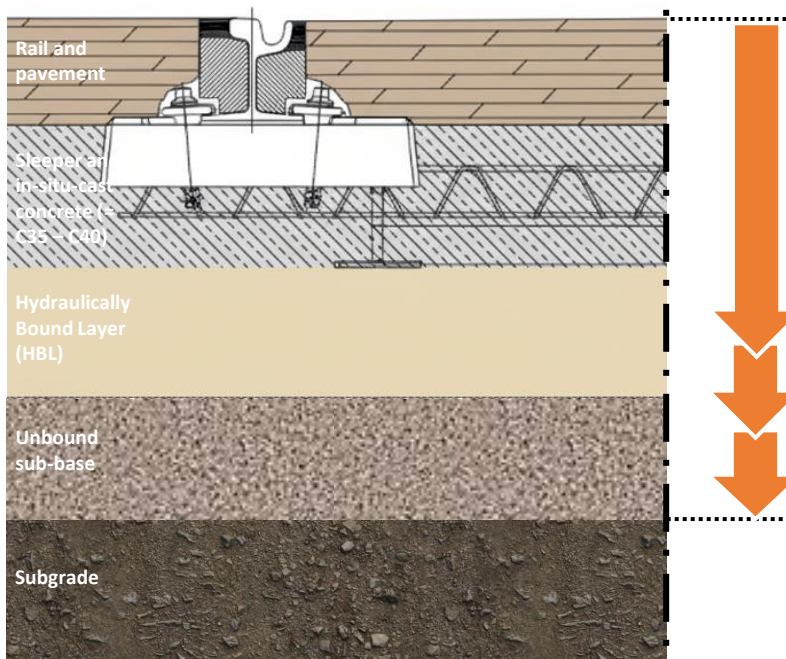 Rail and
pavement
Sleeper an
in-situ-cast
concrete (=
C35 – C40)
Hydraulically
Bound Layer
(HBL)
Unbound
sub-base
Subgrade